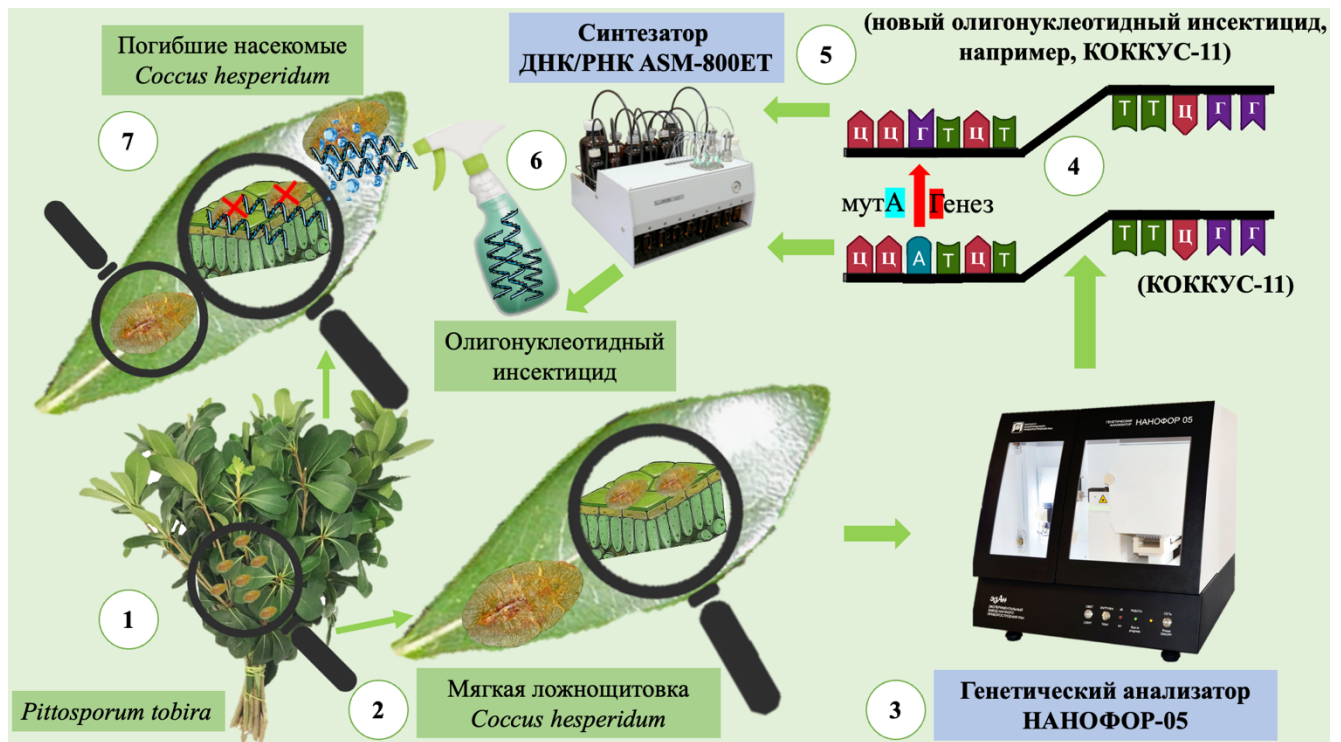 Погибшие насекомые
Coccus hesperidum
7
Синтезатор
ДНК/РНК ASM-800ET
5
(новый олигонуклеотидный инсектицид,
например, КОККУС-11)
Ц Ц Г Т Ц Т
Т Т Ц Г Г
4
6
мутАГенез
Ц Ц А Т Ц Т
Т Т Ц Г Г
(КОККУС-11)
Олигонуклеотидный
инсектицид
НАНОФОР 05
1
Pittosporum tobira
2
Мягкая ложнощитовка
Coccus hesperidum
3
Генетический анализатор
НАНОФОР-05